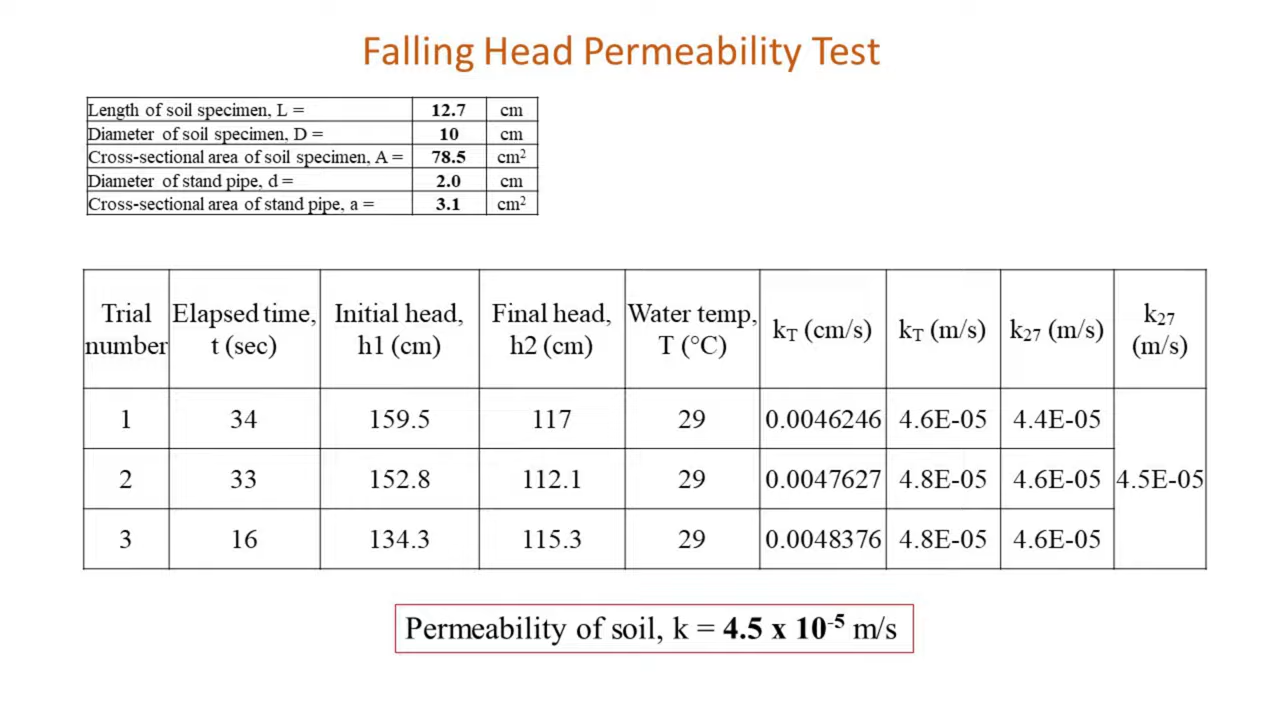 Falling Head Permeability Test
Length of soil specimen, L = 12.7 cm
Diameter of soil specimen, D = 10 cm
Cross-sectional area of soil specimen, A = 78.5 cm²
Diameter of stand pipe, d = 2.0 cm
Cross-sectional area of stand pipe, a = 3.1 cm²
Trial number Elapsed time, t (sec) Initial head, h1 (cm) Final head, h2 (cm) Water temp, T (°C) kT (cm/s) kT (m/s) k27 (m/s) k27 (m/s)
1 34 159.5 117 29 0.0046246 4.6E-05 4.4E-05
2 33 152.8 112.1 29 0.0047627 4.8E-05 4.6E-05 4.5E-05
3 16 134.3 115.3 29 0.0048376 4.8E-05 4.6E-05
Permeability of soil, k = 4.5 x 10⁻⁵ m/s